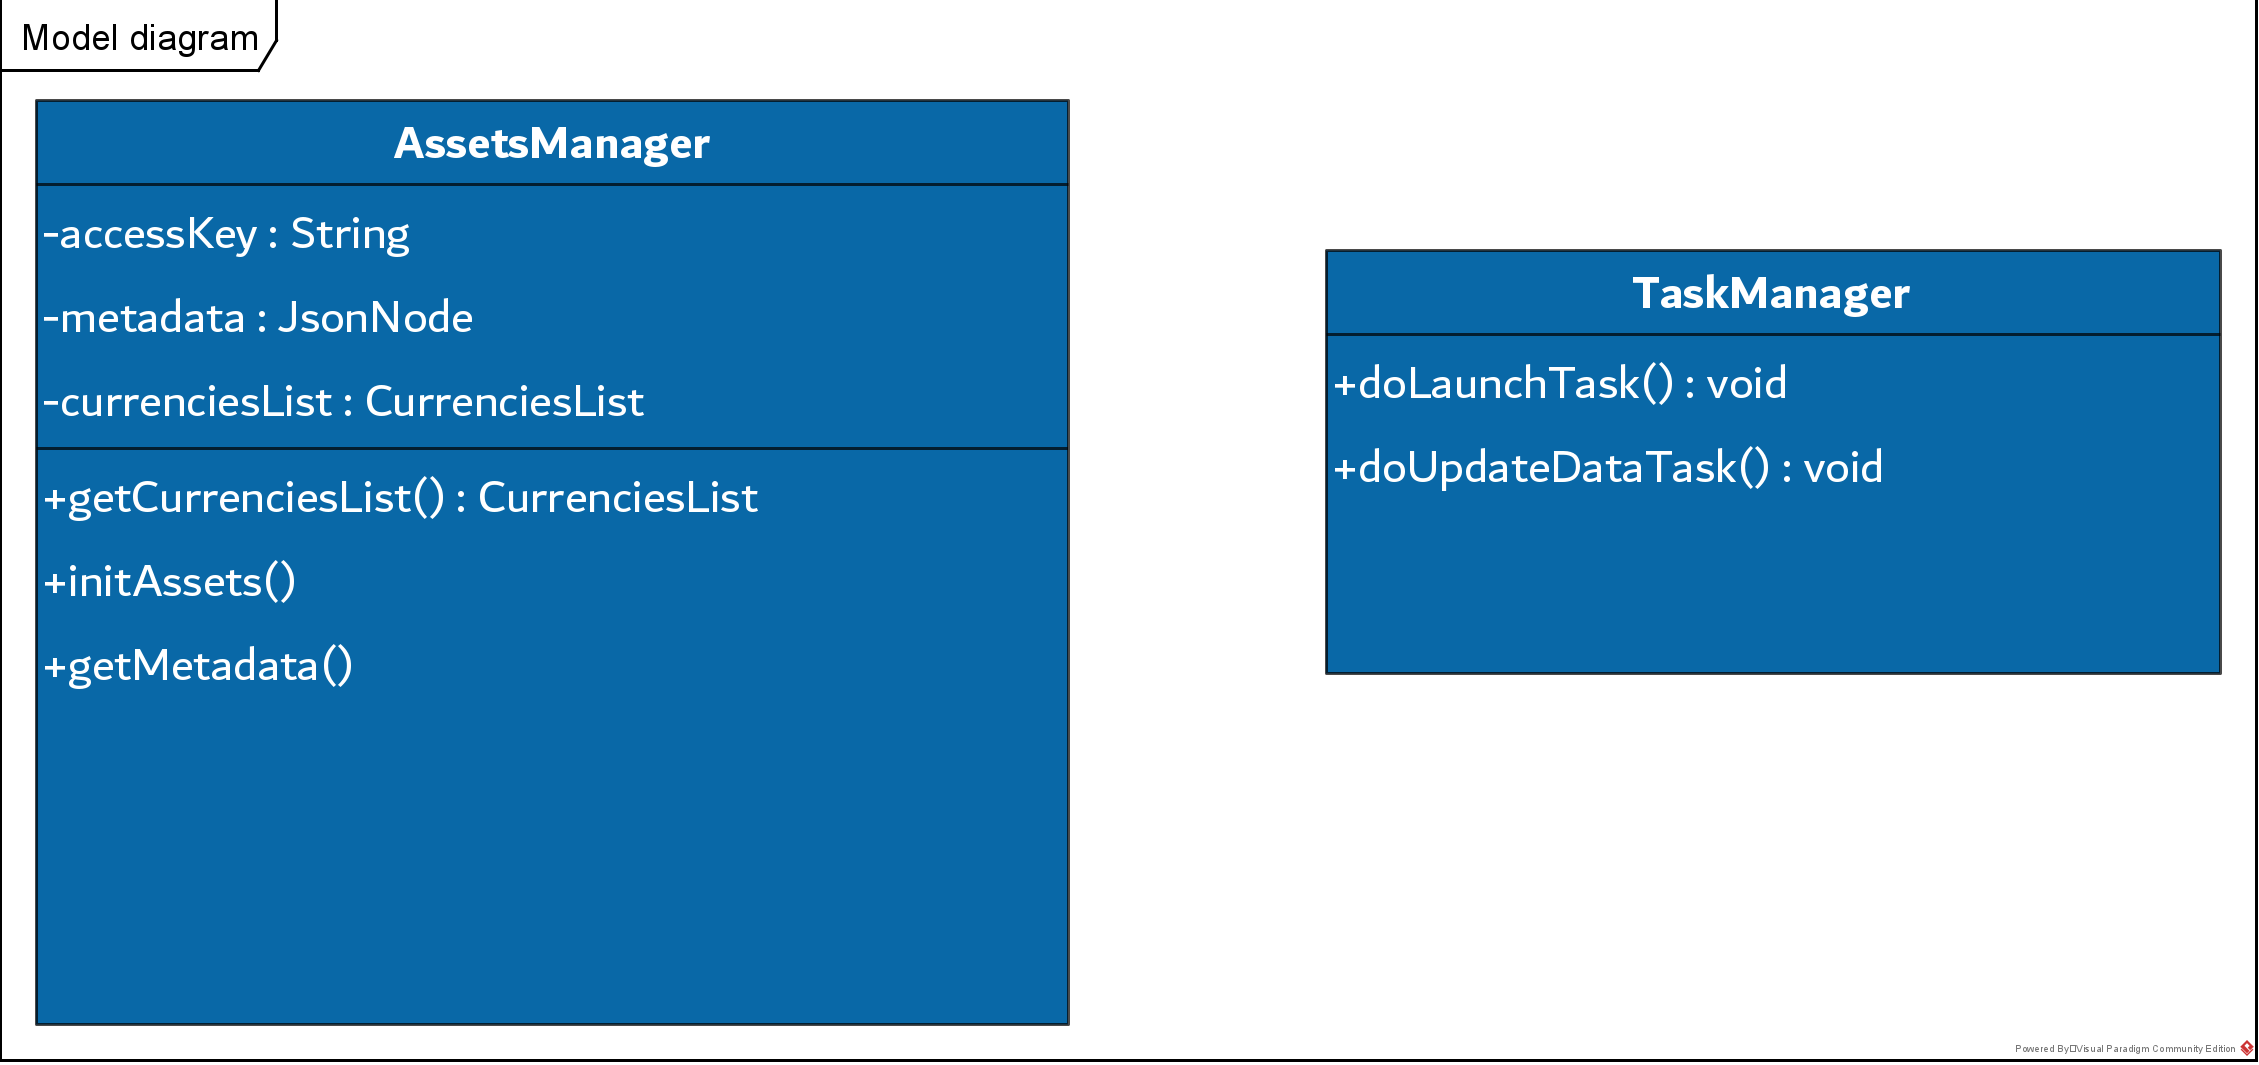 Model diagram
AssetsManager
-accessKey : String
-metadata : JsonNode
-currenciesList : CurrenciesList
+getCurrenciesList() : CurrenciesList
+initAssets()
+getMetadata()
TaskManager
+doLaunchTask() : void
+doUpdateDataTask() : void
Powered By□Visual Paradigm Community Edition